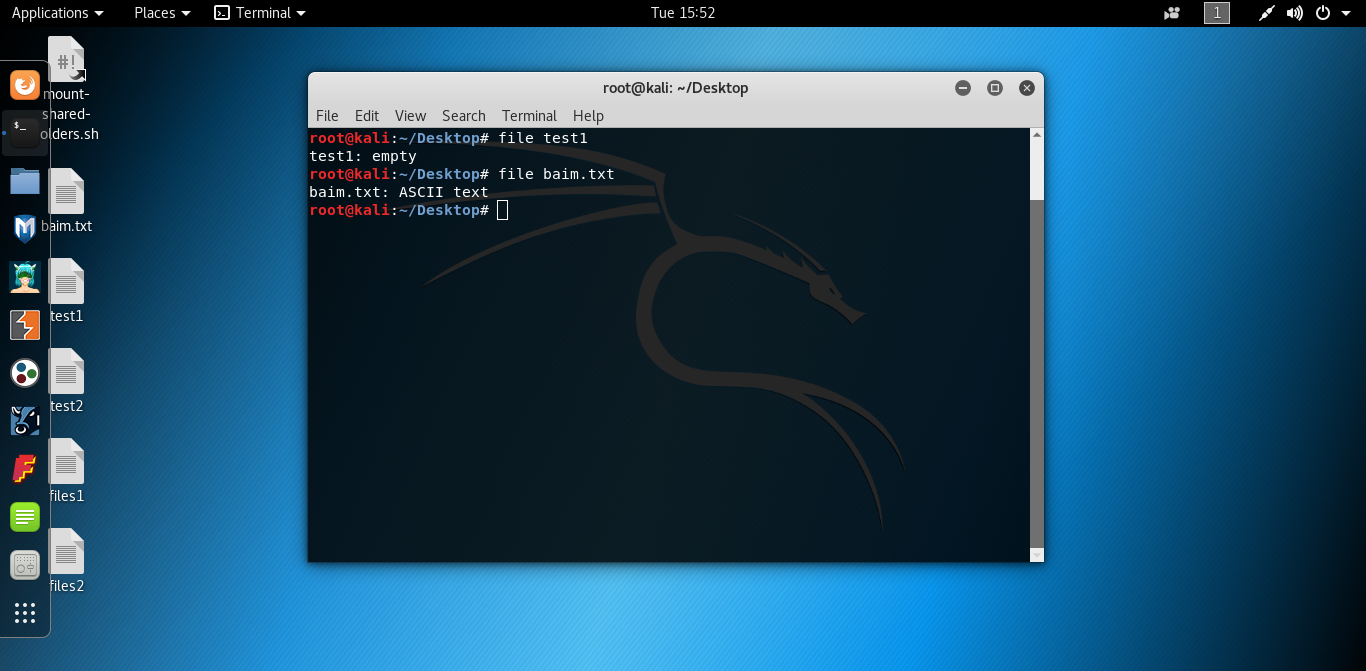 Applications Places Terminal Tue 15:52 1
#!
mount-
shared-
olders.sh
$_
baim.txt
test1
test2
files1
files2
root@kali: ~/Desktop
File Edit View Search Terminal Help
root@kali:~/Desktop# file test1
test1: empty
root@kali:~/Desktop# file baim.txt
baim.txt: ASCII text
root@kali:~/Desktop#